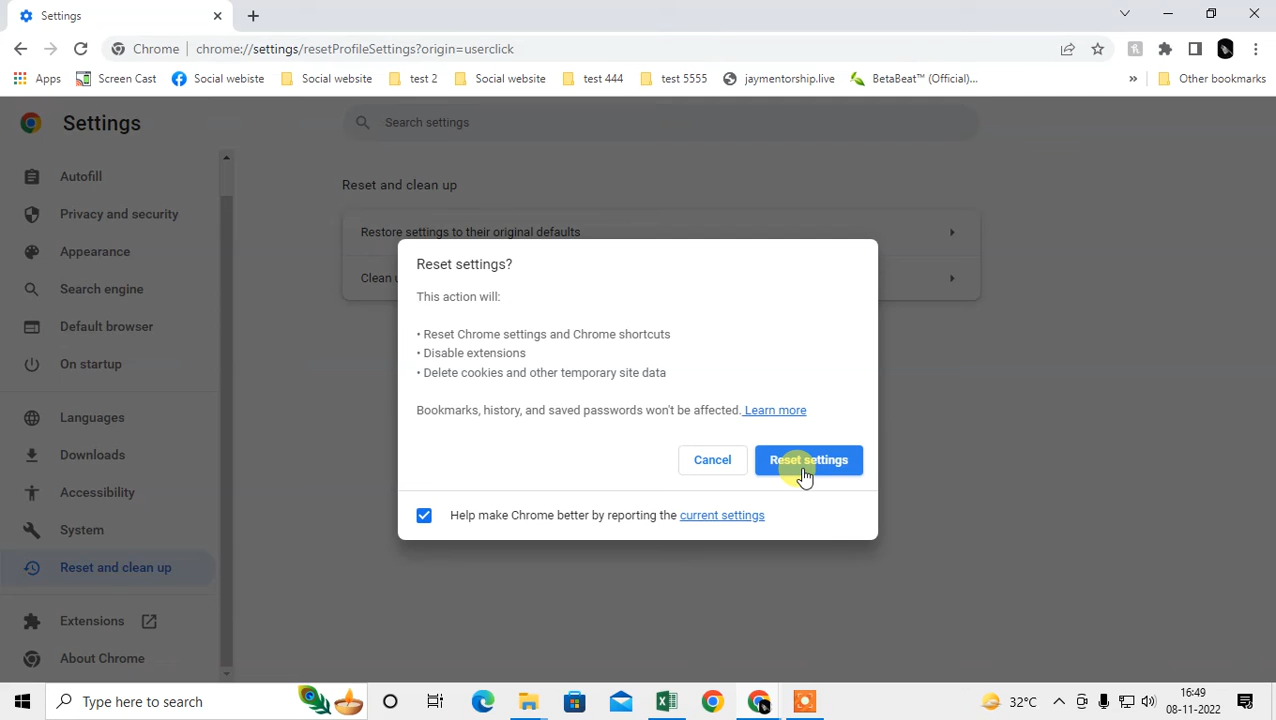 Settings
Chrome | chrome://settings/resetProfileSettings?origin=userclick
Apps Screen Cast Social webiste Social website test 2 Social website test 444 test 5555 jaymentorship.live BetaBeat™ (Official)... » Other bookmarks
Settings
Search settings
Autofill
Privacy and security
Appearance
Search engine
Default browser
On startup
Languages
Downloads
Accessibility
System
Reset and clean up
Extensions
About Chrome
Reset and clean up
Restore settings to their original defaults
Clean
Reset settings?
This action will:
• Reset Chrome settings and Chrome shortcuts
• Disable extensions
• Delete cookies and other temporary site data
Bookmarks, history, and saved passwords won't be affected. Learn more
Cancel
Reset settings
Help make Chrome better by reporting the current settings
Type here to search
32°C
16:49
08-11-2022